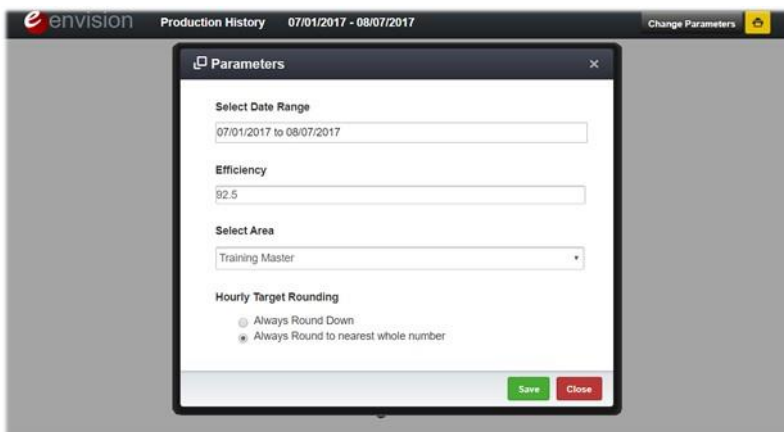 envision Production History 07/01/2017 - 08/07/2017 Change Parameters
Parameters
Select Date Range
07/01/2017 to 08/07/2017
Efficiency
92.5
Select Area
Training Master
Hourly Target Rounding
Always Round Down
Always Round to nearest whole number
Save Close